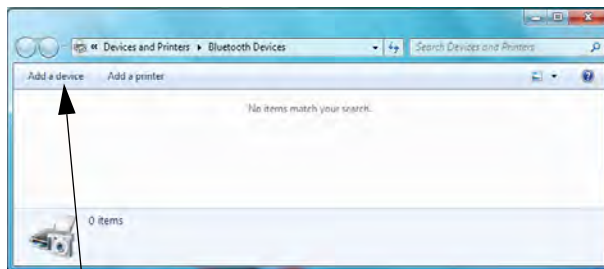 « Devices and Printers ▸ Bluetooth Devices
Search Devices and Printers
Add a device Add a printer
No items match your search.
0 items